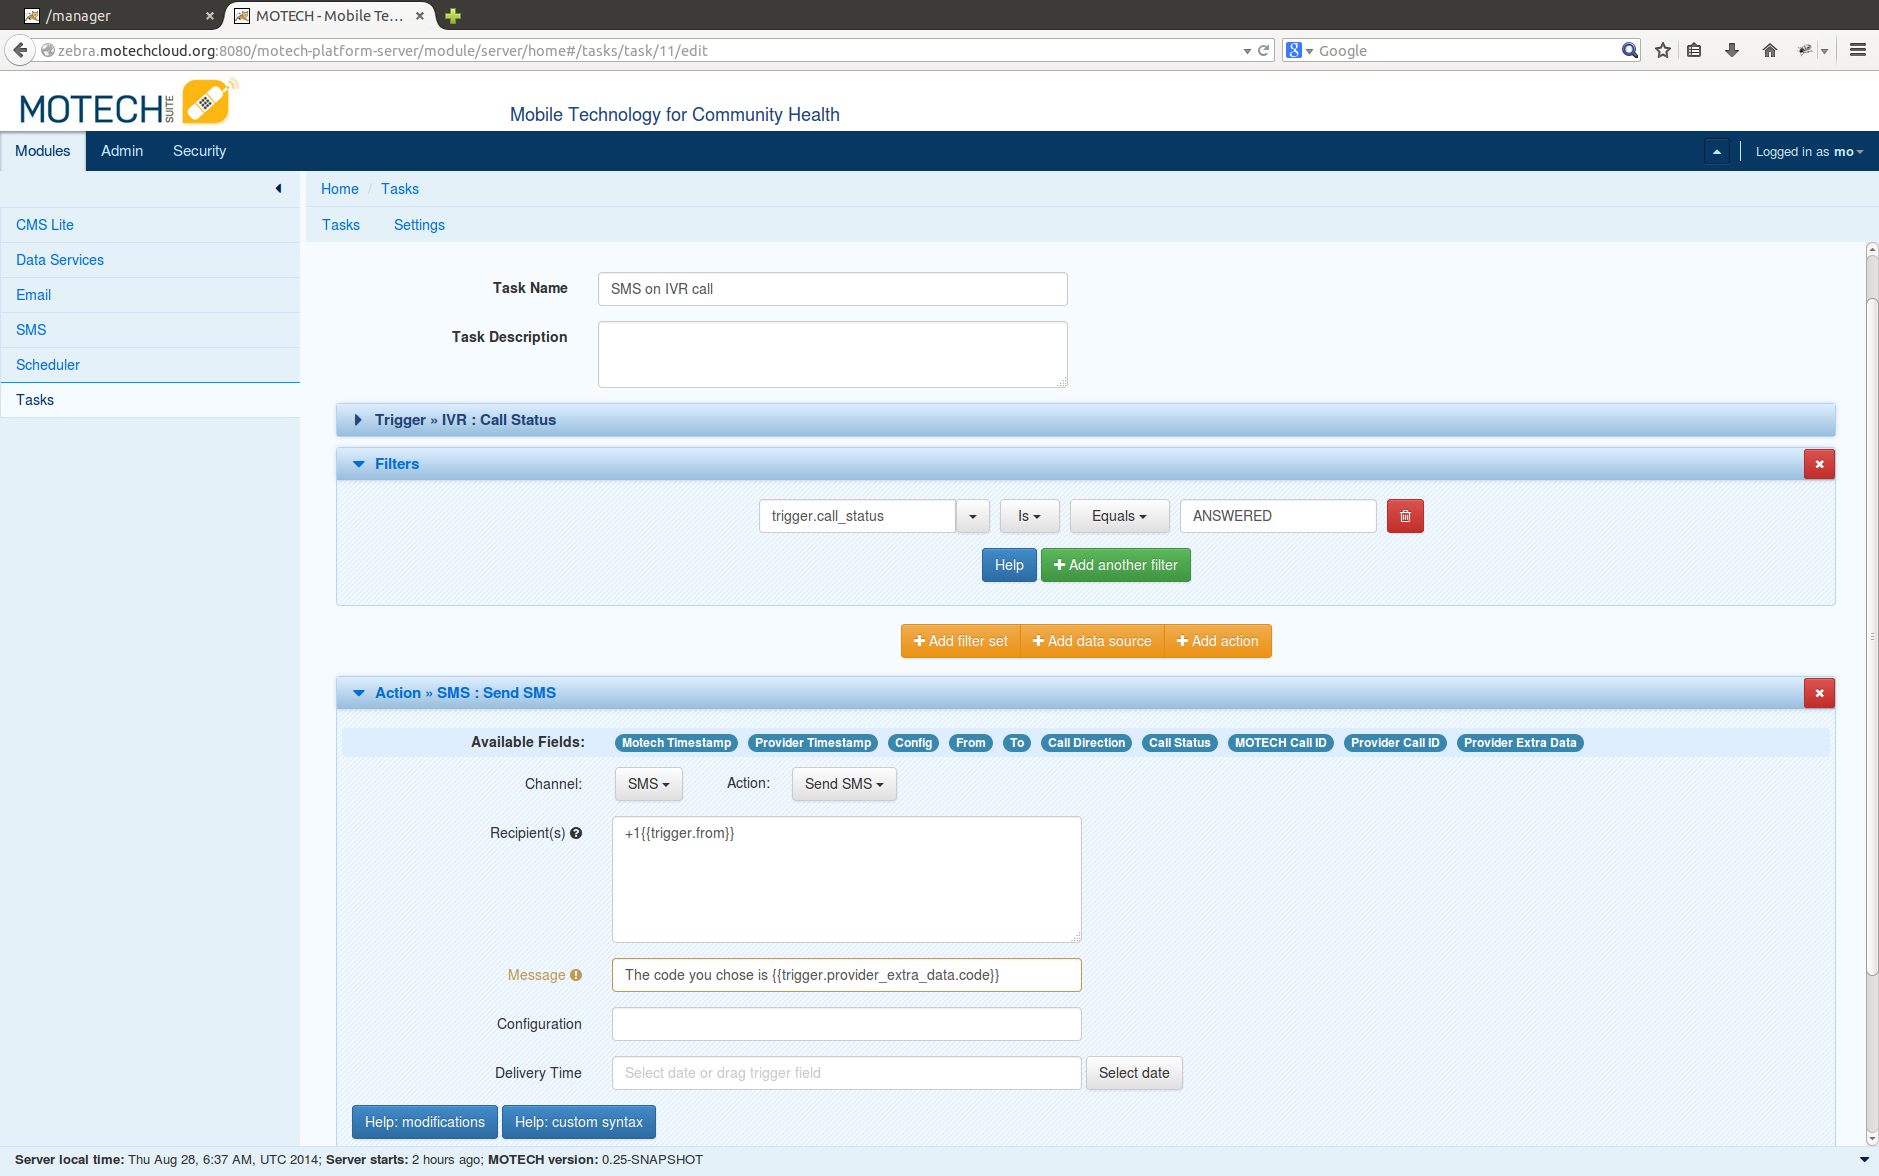 /manager
MOTECH - Mobile Te...
zebra.motechcloud.org:8080/motech-platform-server/module/server/home#/tasks/task/11/edit
8 Google
MOTECH SUITE
Mobile Technology for Community Health
Modules Admin Security
Logged in as mo
Home / Tasks
Tasks Settings
CMS Lite
Data Services
Email
SMS
Scheduler
Tasks
Task Name SMS on IVR call
Task Description
Trigger » IVR : Call Status
Filters
trigger.call_status Is Equals ANSWERED
Help Add another filter
Add filter set Add data source Add action
Action » SMS : Send SMS
Available Fields: Motech Timestamp Provider Timestamp Config From To Call Direction Call Status MOTECH Call ID Provider Call ID Provider Extra Data
Channel: SMS Action: Send SMS
Recipient(s) +1{{trigger.from}}
Message The code you chose is {{trigger.provider_extra_data.code}}
Configuration
Delivery Time Select date or drag trigger field Select date
Help: modifications Help: custom syntax
Server local time: Thu Aug 28, 6:37 AM, UTC 2014; Server starts: 2 hours ago; MOTECH version: 0.25-SNAPSHOT